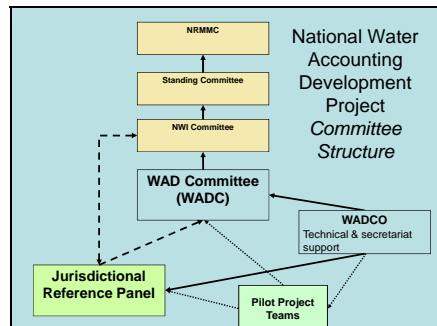 NRMMC
Standing Committee
NWI Committee
WAD Committee
(WADC)
National Water
Accounting
Development
Project
Committee
Structure
WADCO
Technical & secretariat
support
Jurisdictional
Reference Panel
Pilot Project
Teams